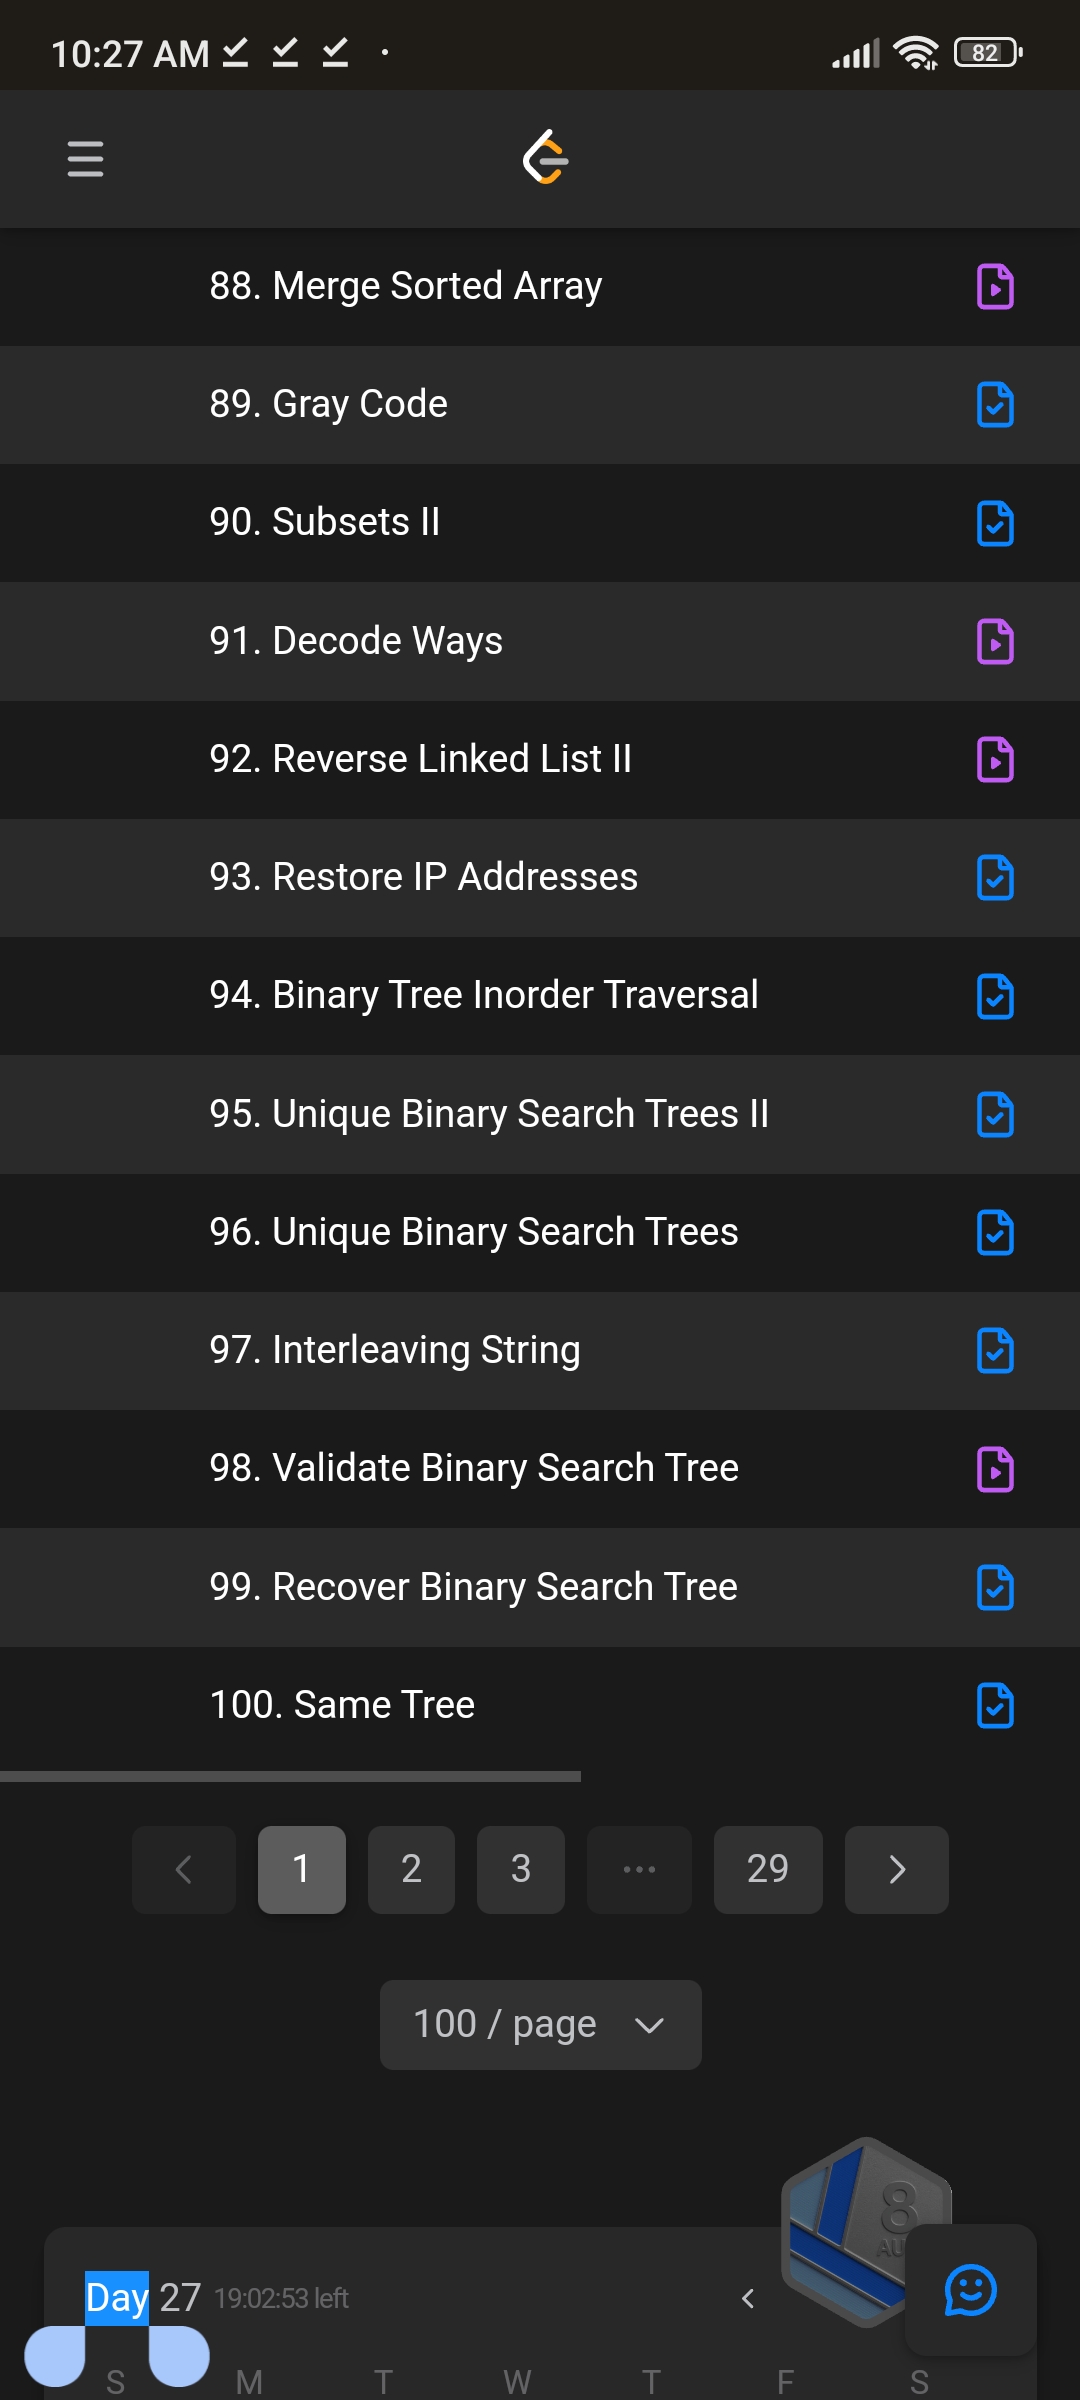 10:27 AM
82
88. Merge Sorted Array
89. Gray Code
90. Subsets II
91. Decode Ways
92. Reverse Linked List II
93. Restore IP Addresses
94. Binary Tree Inorder Traversal
95. Unique Binary Search Trees II
96. Unique Binary Search Trees
97. Interleaving String
98. Validate Binary Search Tree
99. Recover Binary Search Tree
100. Same Tree
1 2 3 ... 29
100 / page
8
Day 27 19:02:53 left
S M T W T F S